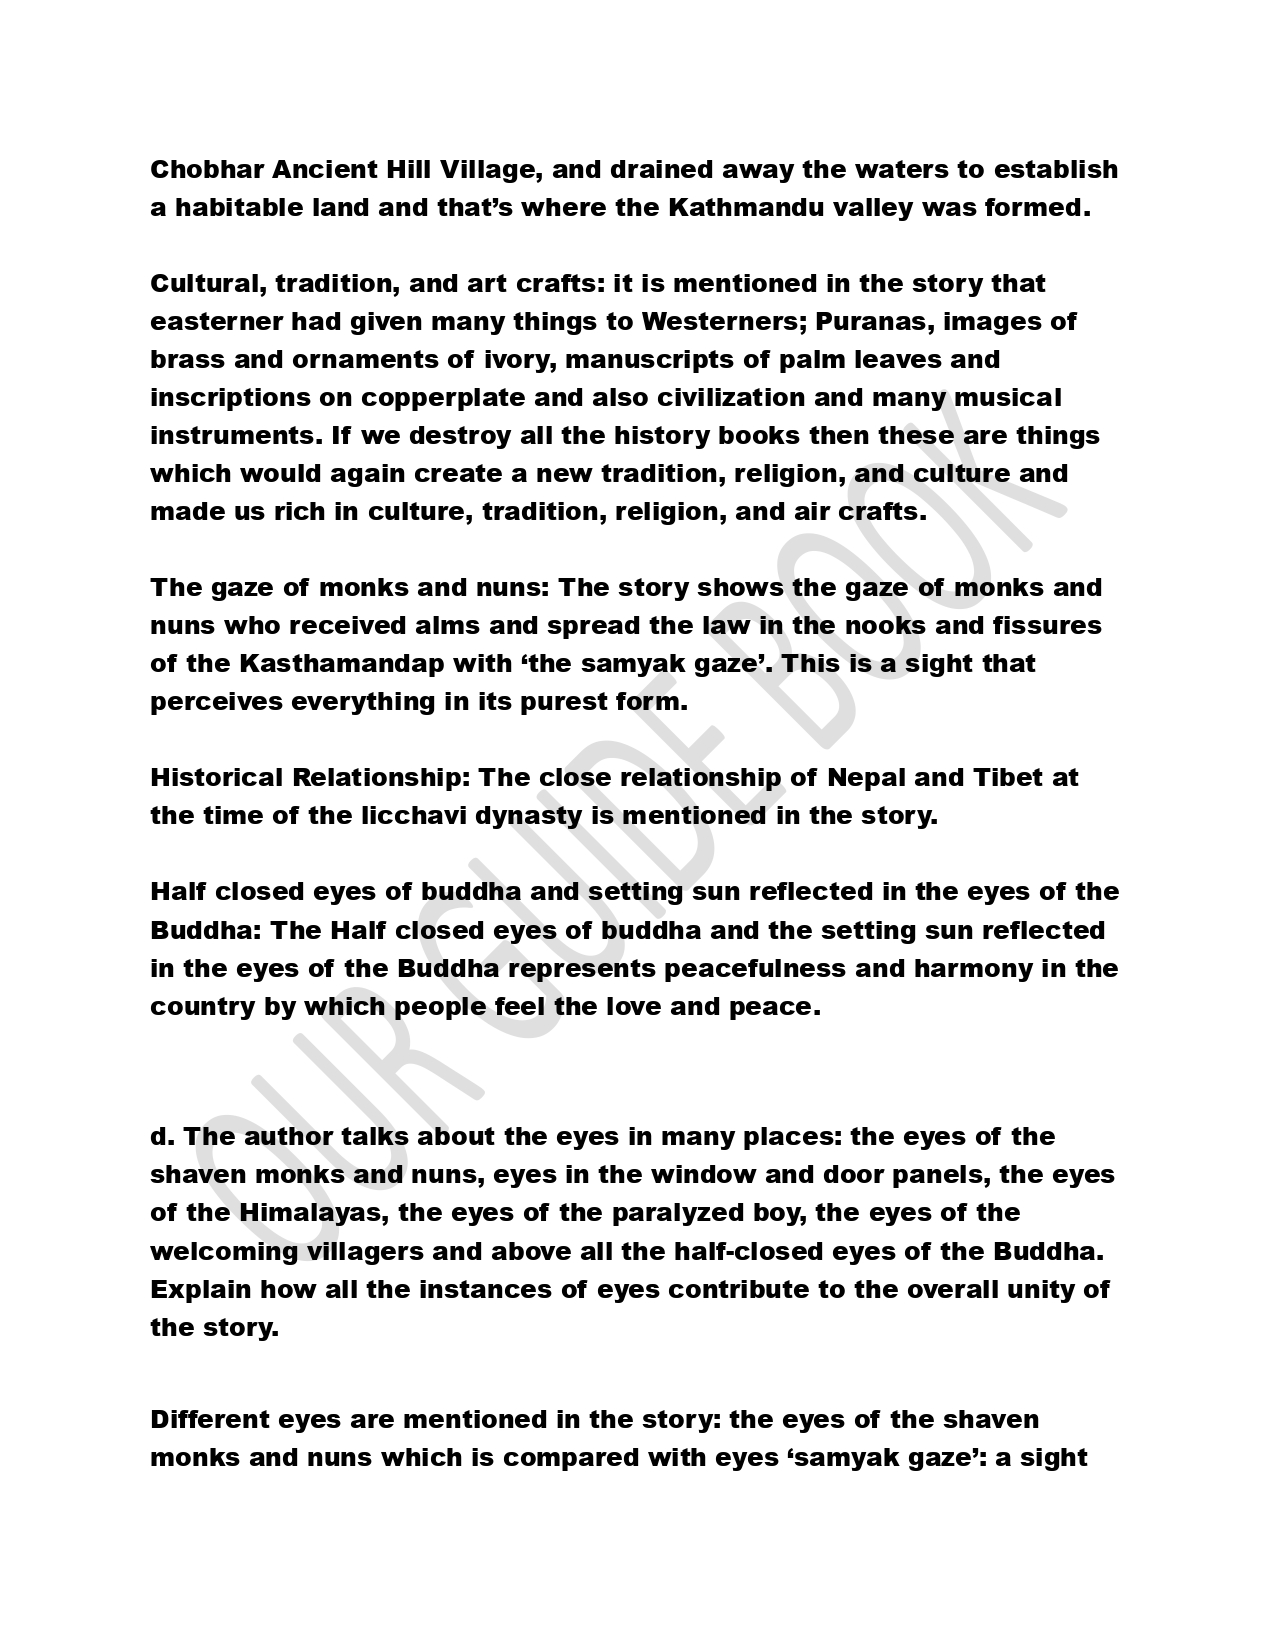 Chobhar Ancient Hill Village, and drained away the waters to establish
a habitable land and that’s where the Kathmandu valley was formed.
Cultural, tradition, and art crafts: it is mentioned in the story that
easterner had given many things to Westerners; Puranas, images of
brass and ornaments of ivory, manuscripts of palm leaves and
inscriptions on copperplate and also civilization and many musical
instruments. If we destroy all the history books then these are things
which would again create a new tradition, religion, and culture and
made us rich in culture, tradition, religion, and air crafts.
The gaze of monks and nuns: The story shows the gaze of monks and
nuns who received alms and spread the law in the nooks and fissures
of the Kasthamandap with ‘the samyak gaze’. This is a sight that
perceives everything in its purest form.
Historical Relationship: The close relationship of Nepal and Tibet at
the time of the licchavi dynasty is mentioned in the story.
Half closed eyes of buddha and setting sun reflected in the eyes of the
Buddha: The Half closed eyes of buddha and the setting sun reflected
in the eyes of the Buddha represents peacefulness and harmony in the
country by which people feel the love and peace.
d. The author talks about the eyes in many places: the eyes of the
shaven monks and nuns, eyes in the window and door panels, the eyes
of the Himalayas, the eyes of the paralyzed boy, the eyes of the
welcoming villagers and above all the half-closed eyes of the Buddha.
Explain how all the instances of eyes contribute to the overall unity of
the story.
Different eyes are mentioned in the story: the eyes of the shaven
monks and nuns which is compared with eyes ‘samyak gaze’: a sight
OUR GUIDE BOOK